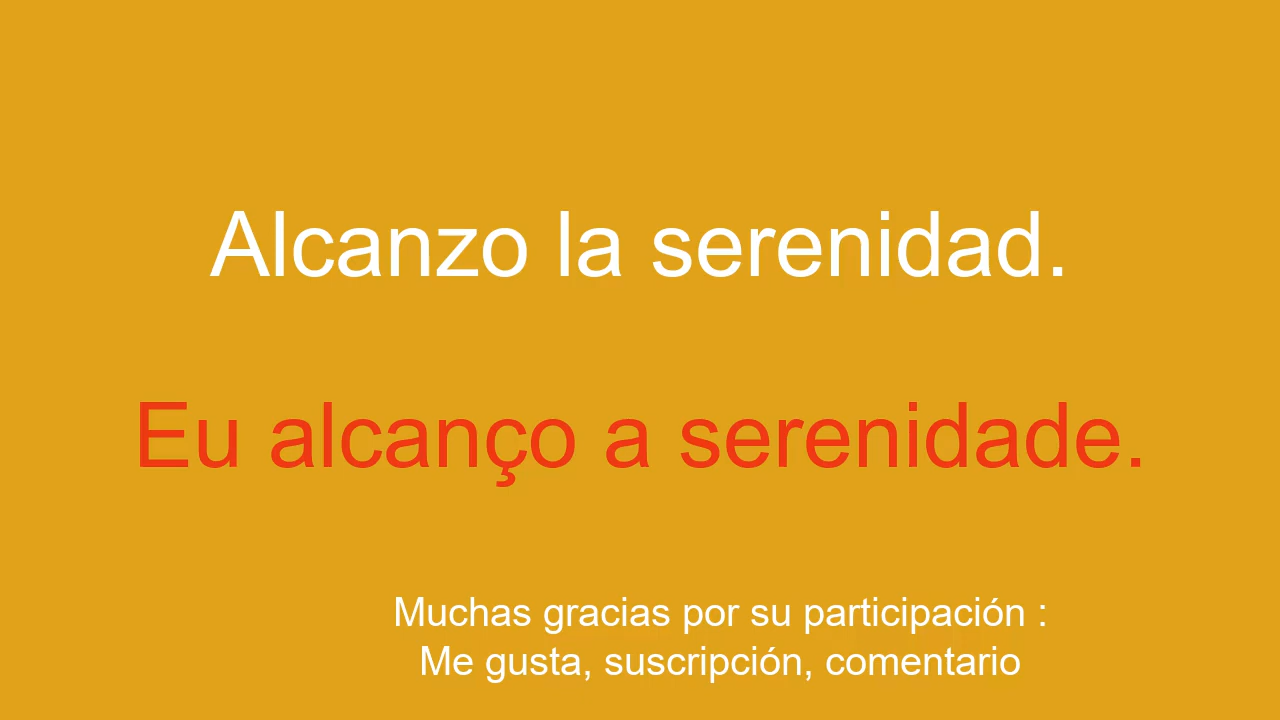 Alcanzo la serenidad.
Eu alcanço a serenidade.
Muchas gracias por su participación :
Me gusta, suscripción, comentario